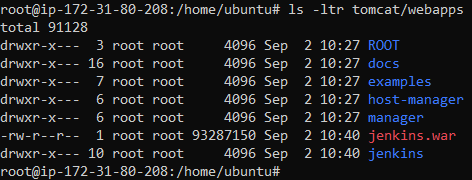 root@ip-172-31-80-208:/home/ubuntu# ls -ltr tomcat/webapps
total 91128
drwxr-x---  3 root root     4096 Sep  2 10:27 ROOT
drwxr-x--- 16 root root     4096 Sep  2 10:27 docs
drwxr-x---  7 root root     4096 Sep  2 10:27 examples
drwxr-x---  6 root root     4096 Sep  2 10:27 host-manager
drwxr-x---  6 root root     4096 Sep  2 10:27 manager
-rw-r--r--  1 root root 93287150 Sep  2 10:40 jenkins.war
drwxr-x--- 10 root root     4096 Sep  2 10:40 jenkins
root@ip-172-31-80-208:/home/ubuntu#